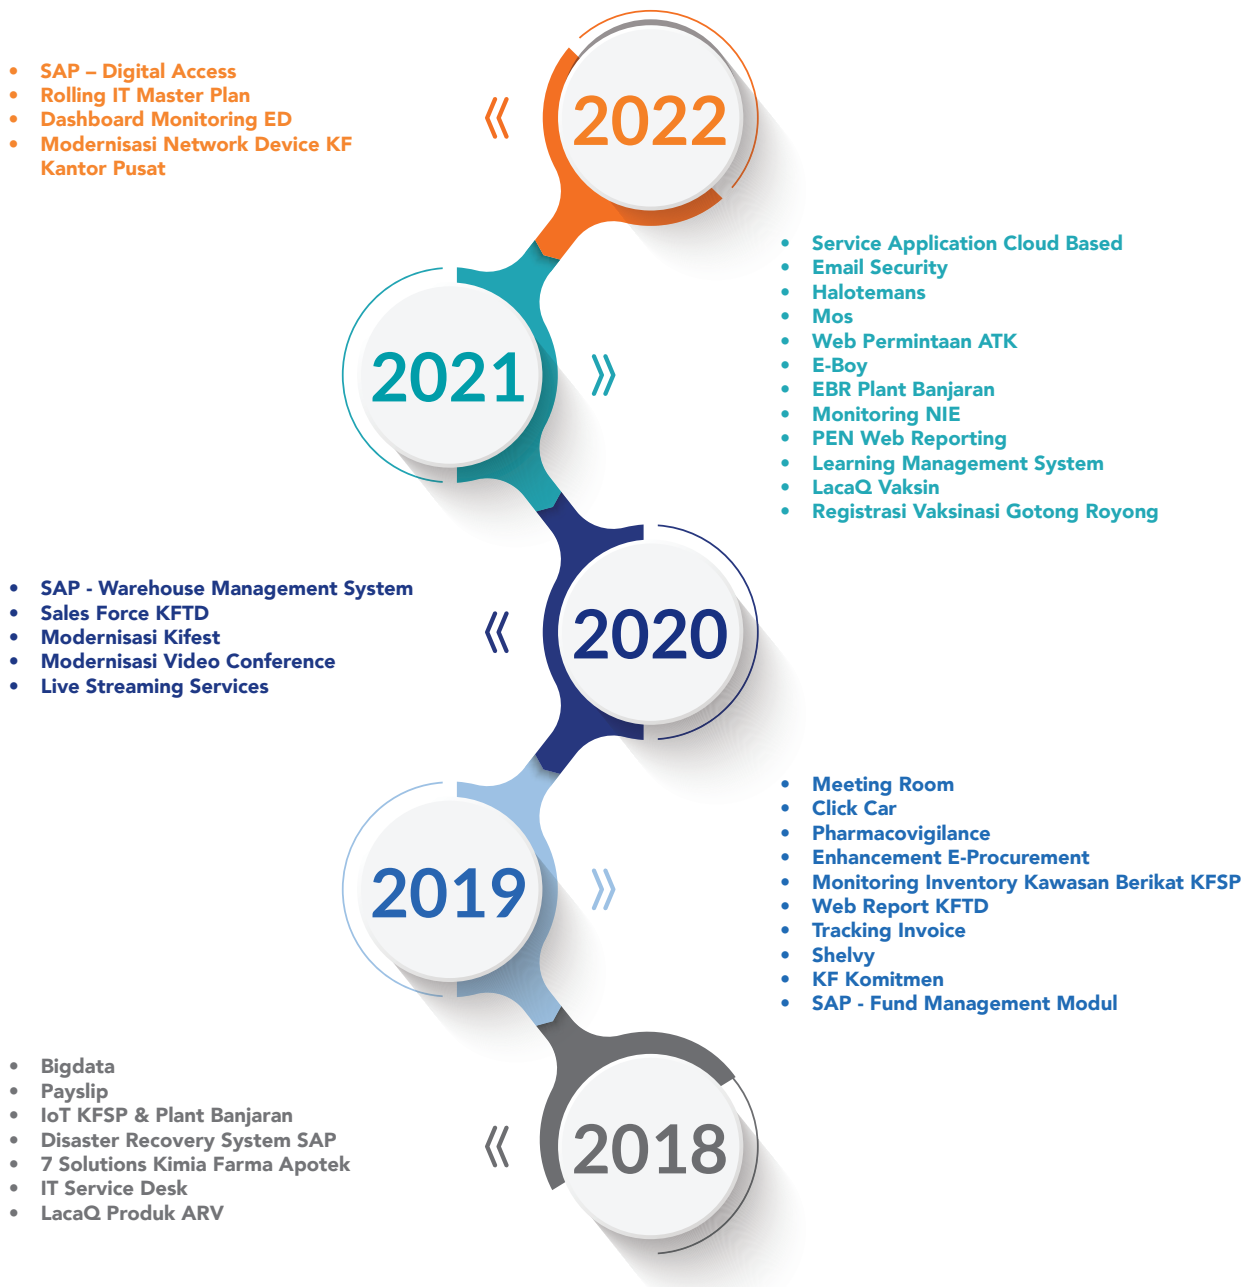 2022
• SAP – Digital Access
• Rolling IT Master Plan
• Dashboard Monitoring ED
• Modernisasi Network Device KF
Kantor Pusat
2021
• Service Application Cloud Based
• Email Security
• Halotemans
• Mos
• Web Permintaan ATK
• E-Boy
• EBR Plant Banjaran
• Monitoring NIE
• PEN Web Reporting
• Learning Management System
• LacaQ Vaksin
• Registrasi Vaksinasi Gotong Royong
2020
• SAP - Warehouse Management System
• Sales Force KFTD
• Modernisasi Kifest
• Modernisasi Video Conference
• Live Streaming Services
2019
• Meeting Room
• Click Car
• Pharmacovigilance
• Enhancement E-Procurement
• Monitoring Inventory Kawasan Berikat KFSP
• Web Report KFTD
• Tracking Invoice
• Shelvy
• KF Komitmen
• SAP - Fund Management Modul
2018
• Bigdata
• Payslip
• IoT KFSP & Plant Banjaran
• Disaster Recovery System SAP
• 7 Solutions Kimia Farma Apotek
• IT Service Desk
• LacaQ Produk ARV